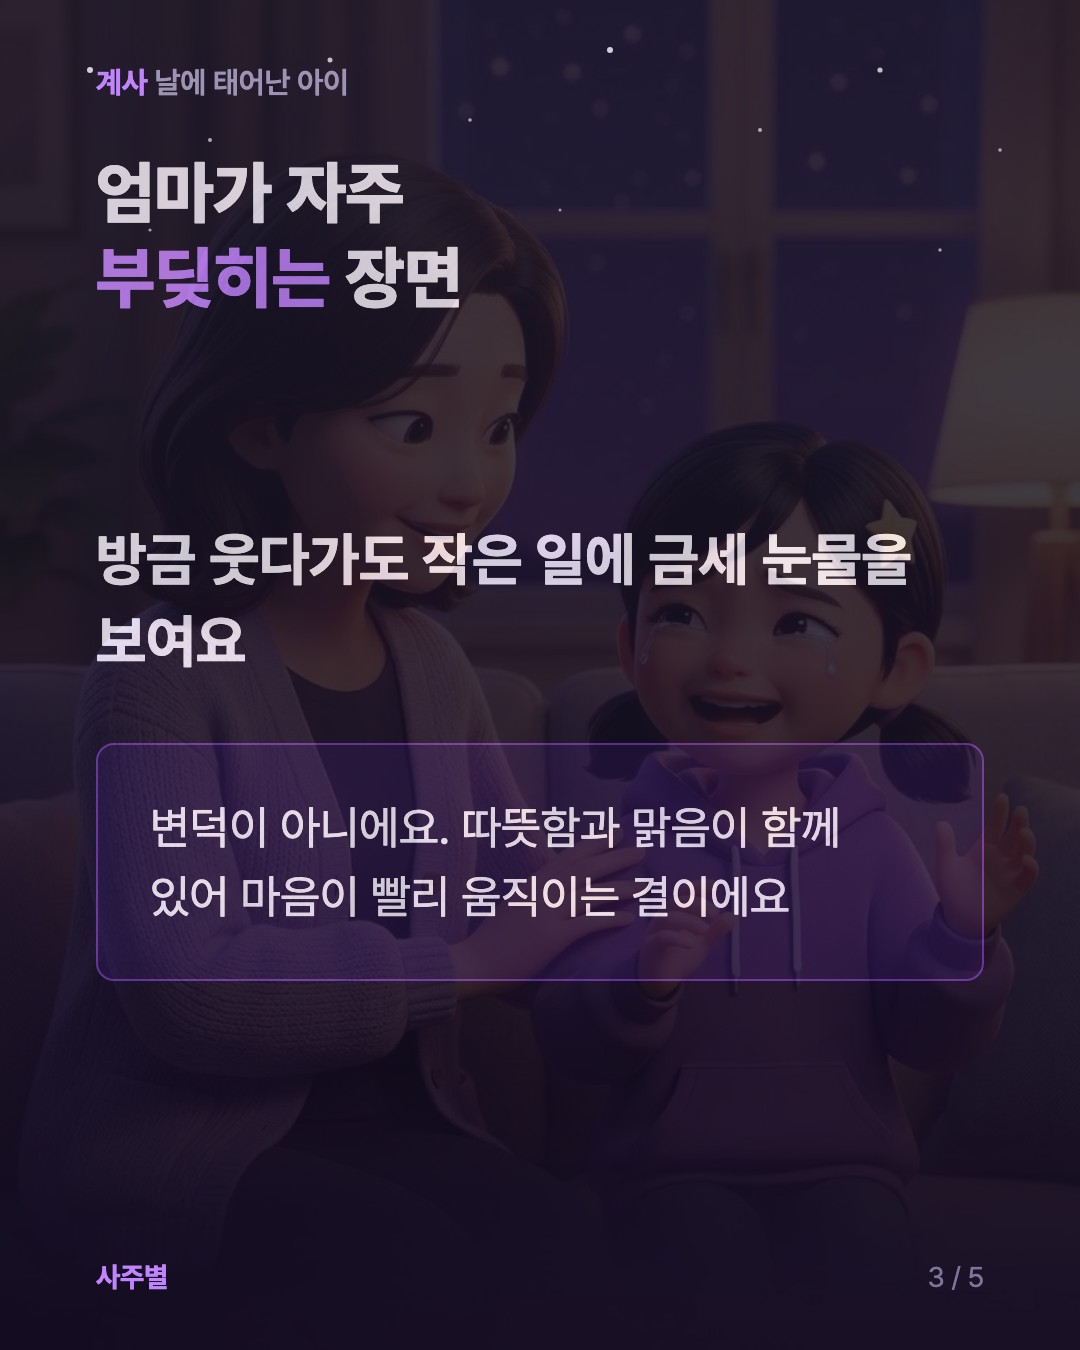 계사 날에 태어난 아이
엄마가 자주
부딪히는 장면
방금 웃다가도 작은 일에 금세 눈물을
보여요
변덕이 아니에요. 따뜻함과 맑음이 함께
있어 마음이 빨리 움직이는 결이에요
사주별
3 / 5